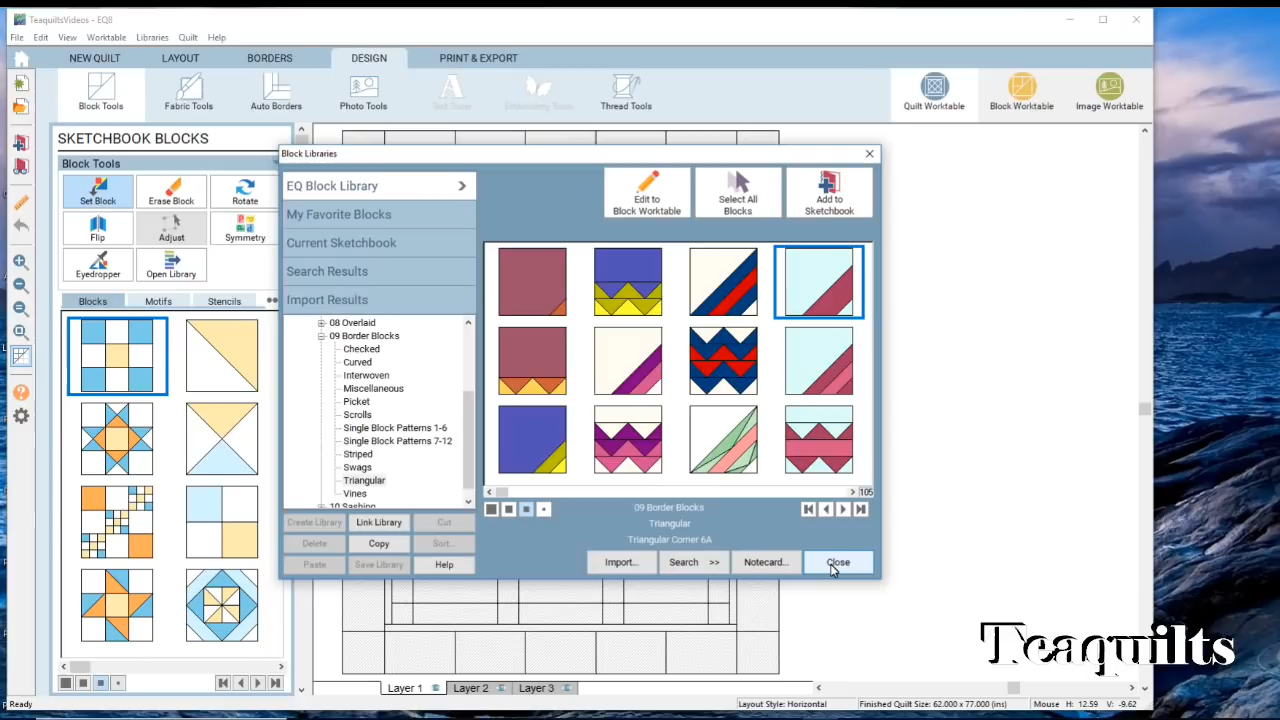 TeaquiltsVideos - EQ8
File Edit View Worktable Libraries Quilt Help
NEW QUILT LAYOUT BORDERS DESIGN PRINT & EXPORT
Block Tools Fabric Tools Auto Borders Photo Tools Text Tools Embroidery Tools Thread Tools Quilt Worktable Block Worktable Image Worktable
SKETCHBOOK BLOCKS
Block Tools
Set Block Erase Block Rotate
Flip Adjust Symmetry
Eyedropper Open Library
Blocks Motifs Stencils
Block Libraries
EQ Block Library
My Favorite Blocks
Current Sketchbook
Search Results
Import Results
Edit to Block Worktable
Select All Blocks
Add to Sketchbook
08 Overlaid
09 Border Blocks
Checked
Curved
Interwoven
Miscellaneous
Picket
Scrolls
Single Block Patterns 1-6
Single Block Patterns 7-12
Striped
Swags
Triangular
Vines
10 Sashing
105
09 Border Blocks
Triangular
Triangular Corner 6A
Create Library Link Library Cut
Delete Copy Sort...
Paste Save Library Help
Import... Search >> Notecard... Close
Teaquilts
Layer 1 Layer 2 Layer 3
Ready Layout Style: Horizontal Finished Quilt Size: 62.000 x 77.000 (ins) Mouse H: 12.59 V: -9.62